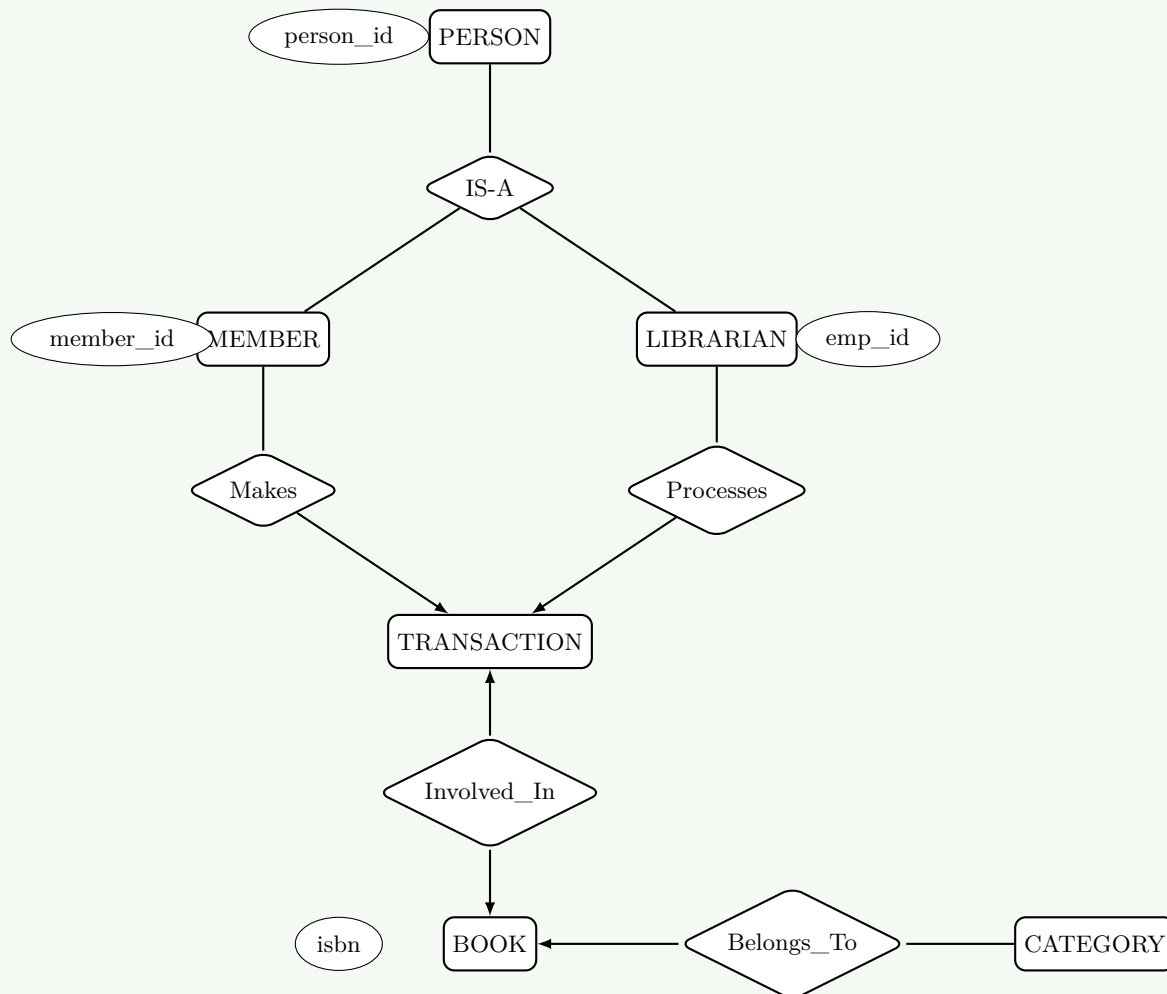 person_id
PERSON
IS-A
member_id
MEMBER
LIBRARIAN
emp_id
Makes
Processes
TRANSACTION
Involved_In
isbn
BOOK
Belongs_To
CATEGORY